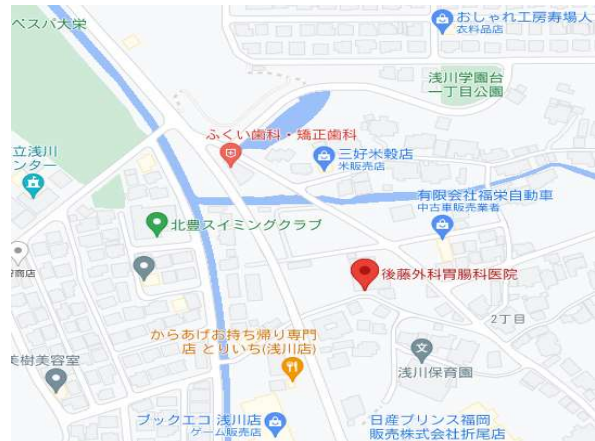 ベスパ大栄
おしゃれ工房寿場人
衣料品店
浅川学園台
一丁目公園
ふくい歯科・矯正歯科
三好米穀店
米販売店
立浅川
ンター
有限会社福栄自動車
中古車販売業者
北豊スイミングクラブ
商店
後藤外科胃腸科医院
2丁目
からあげお持ち帰り専門
店 とりいち(浅川店)
浅川保育園
美樹美容室
ブックエコ 浅川店
ゲーム販売店
日産プリンス福岡
販売株式会社折尾店